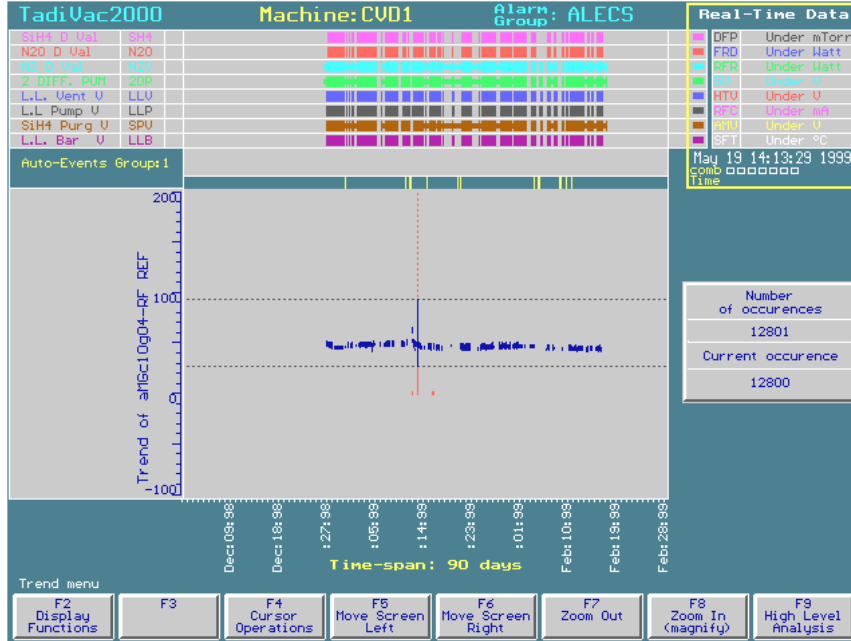 TadiVac2000
Machine:CVD1
Alarm Group: ALECS
Real-Time Data
SiH4 D Val SH4
N2O D Val N2O
N2 D Val N2V
2 DIFF. PUM 2DP
L.L. Vent V LLV
L.L Pump V LLP
SiH4 Purg V SPV
L.L. Bar V LLB
DFP Under mTorr
FRD Under Watt
RFR Under Watt
Under V
HTV Under V
RFC Under mA
AMV Under V
SFT Under ºC
Auto-Events Group:1
May 19 14:13:29 1999
comb
Time
200
100
0
-100
Trend of aMGc10g04-RF REF
Number
of occurences
12801
Current occurence
12800
Dec:09:98
Dec:18:98
:27:98
:05:99
:14:99
:23:99
:01:99
Feb:10:99
Feb:19:99
Feb:28:99
Time-span: 90 days
Trend menu
F2
Display
Functions
F3
F4
Cursor
Operations
F5
Move Screen
Left
F6
Move Screen
Right
F7
Zoom Out
F8
Zoom In
(magnify)
F9
High Level
Analysis